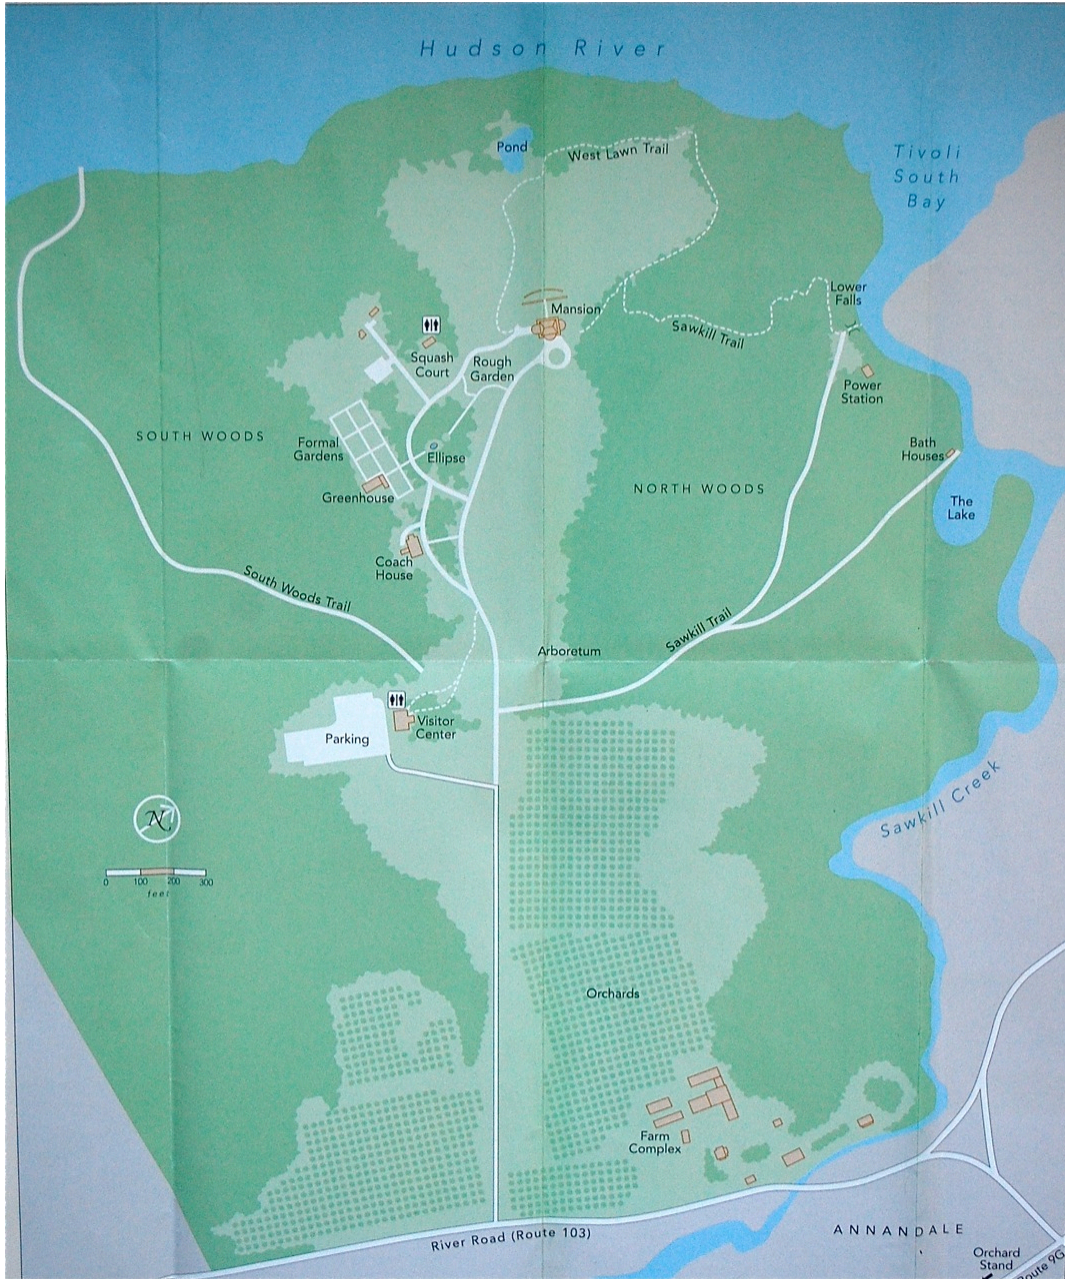 Hudson River
Pond
West Lawn Trail
Tivoli
South
Bay
Mansion
Lower
Falls
Sawkill Trail
Squash
Court
Rough
Garden
Power
Station
SOUTH WOODS
Formal
Gardens
Ellipse
Bath
Houses
Greenhouse
NORTH WOODS
The
Lake
Coach
House
South Woods Trail
Sawkill Trail
Arboretum
Visitor
Center
Parking
N
Sawkill Creek
0 100 200 300
feet
Orchards
Farm
Complex
River Road (Route 103)
ANNANDALE
Orchard
Stand
Route 9G